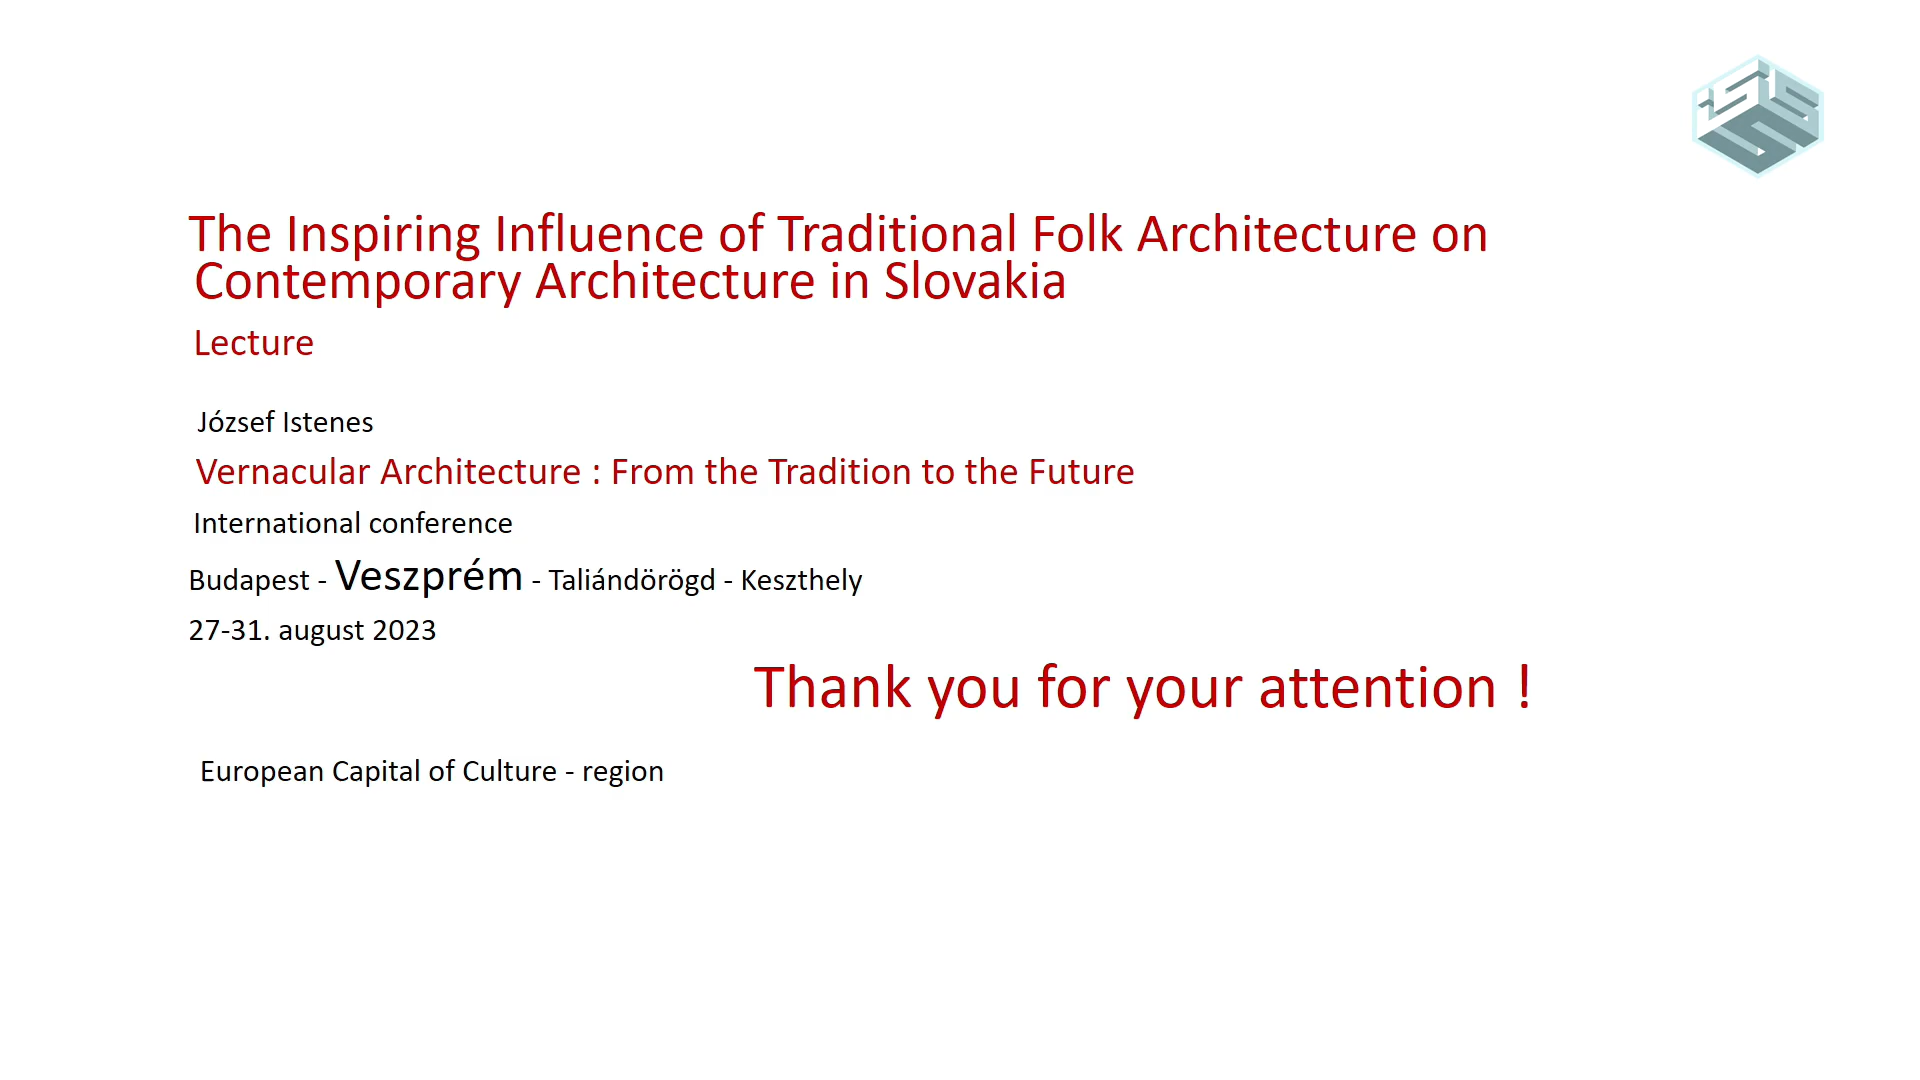 The Inspiring Influence of Traditional Folk Architecture on
Contemporary Architecture in Slovakia
Lecture
József Istenes
Vernacular Architecture : From the Tradition to the Future
International conference
Budapest - Veszprém - Taliándörögd - Keszthely
27-31. august 2023
Thank you for your attention !
European Capital of Culture - region